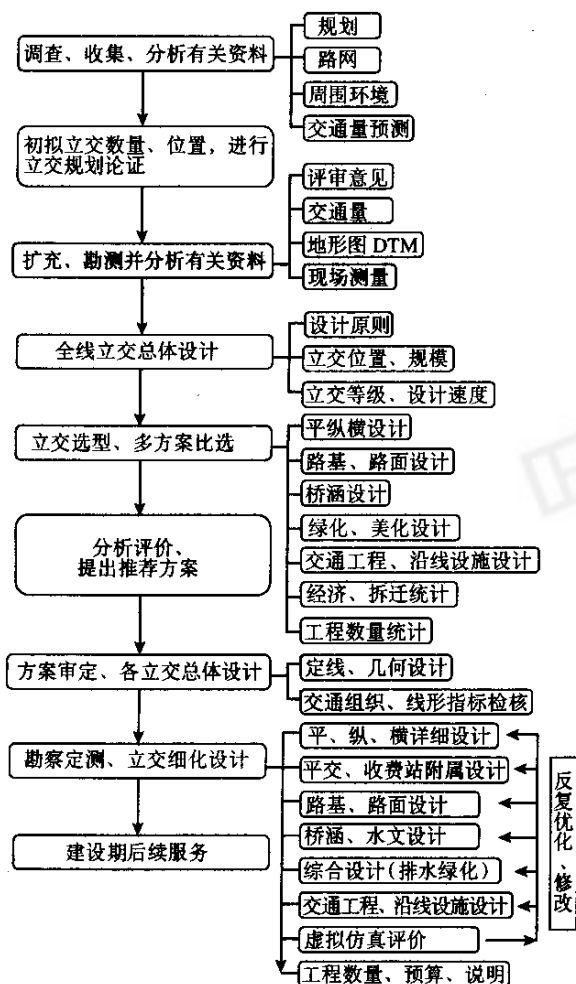 调查、收集、分析有关资料
规划
路网
周围环境
交通量预测
初拟立交数量、位置，进行
立交规划论证
扩充、勘测并分析有关资料
评审意见
交通量
地形图 DTM
现场测量
全线立交总体设计
设计原则
立交位置、规模
立交等级、设计速度
立交选型、多方案比选
平纵横设计
路基、路面设计
桥涵设计
绿化、美化设计
交通工程、沿线设施设计
经济、拆迁统计
工程数量统计
分析评价、
提出推荐方案
方案审定、各立交总体设计
定线、几何设计
交通组织、线形指标检核
勘察定测、立交细化设计
平、纵、横详细设计
平交、收费站附属设计
路基、路面设计
桥涵、水文设计
综合设计(排水绿化)
交通工程、沿线设施设计
虚拟仿真评价
工程数量、预算、说明
反复优化、修改
建设期后续服务